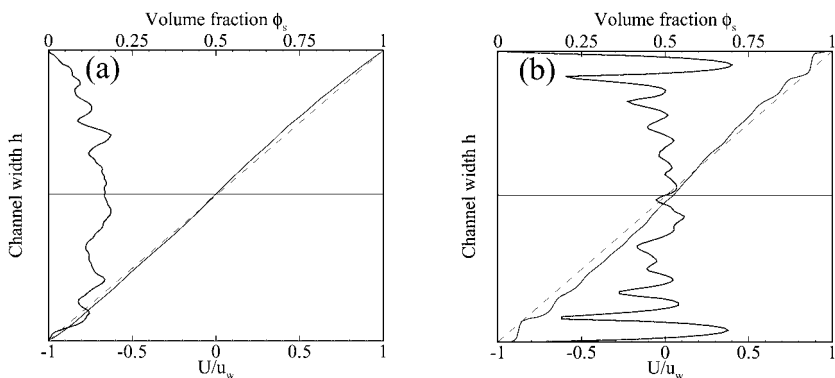 Volume fraction ϕs
0 0.25 0.5 0.75 1
(a)
Channel width h
-1 -0.5 0 0.5 1
U/uw
Volume fraction ϕs
0 0.25 0.5 0.75 1
(b)
Channel width h
-1 -0.5 0 0.5 1
U/uw